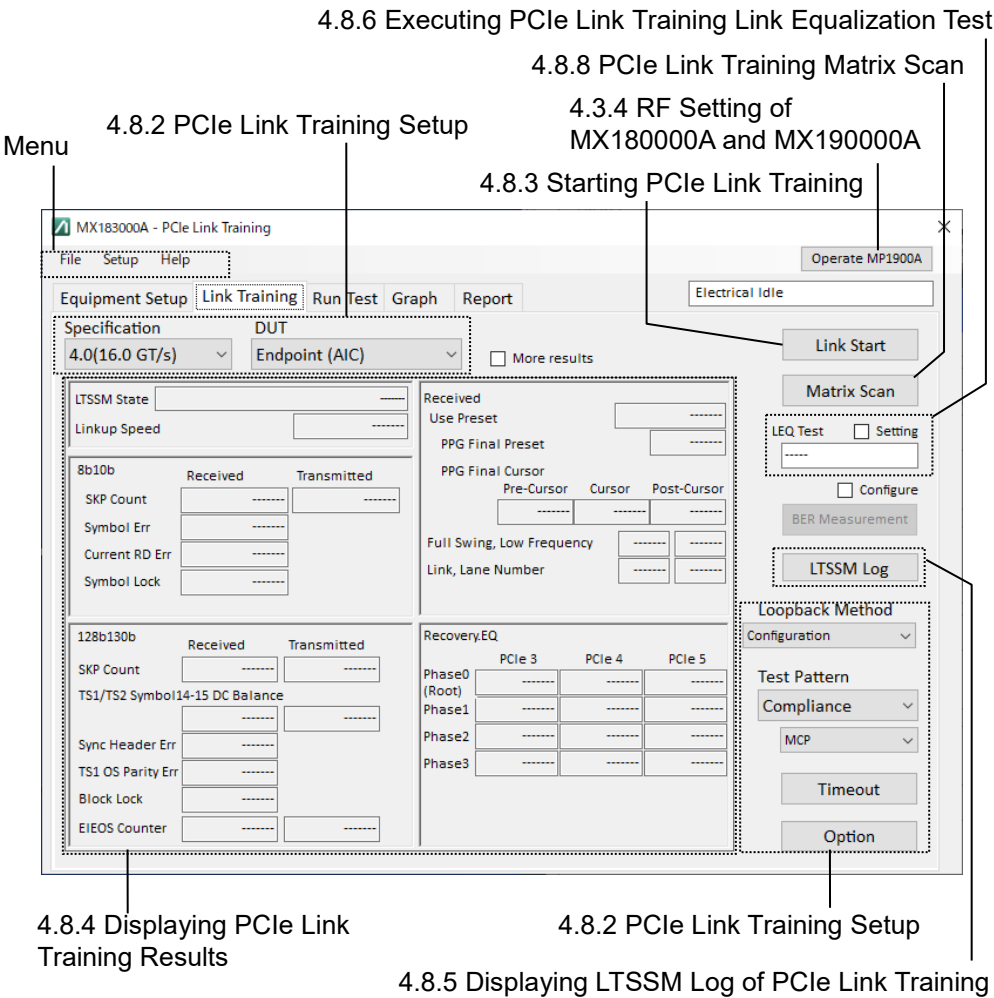 4.8.6 Executing PCIe Link Training Link Equalization Test
4.8.8 PCIe Link Training Matrix Scan
4.3.4 RF Setting of
MX180000A and MX190000A
4.8.2 PCIe Link Training Setup
Menu
4.8.3 Starting PCIe Link Training
MX183000A - PCIe Link Training
File Setup Help
Operate MP1900A
Equipment Setup Link Training Run Test Graph Report
Electrical Idle
Specification DUT
4.0(16.0 GT/s) Endpoint (AIC)
More results
Link Start
Matrix Scan
LEQ Test Setting
-----
Configure
BER Measurement
LTSSM Log
LTSSM State -------
Linkup Speed -------
8b10b Received Transmitted
SKP Count ------- -------
Symbol Err -------
Current RD Err -------
Symbol Lock -------
Received
Use Preset -------
PPG Final Preset -------
PPG Final Cursor
Pre-Cursor Cursor Post-Cursor
------- ------- -------
Full Swing, Low Frequency ------- -------
Link, Lane Number ------- -------
128b130b Received Transmitted
SKP Count ------- -------
TS1/TS2 Symbol14-15 DC Balance
------- -------
Sync Header Err -------
TS1 OS Parity Err -------
Block Lock -------
EIEOS Counter ------- -------
Recovery.EQ
PCIe 3 PCIe 4 PCIe 5
Phase0 ------- ------- -------
(Root)
Phase1 ------- ------- -------
Phase2 ------- ------- -------
Phase3 ------- ------- -------
Loopback Method
Configuration
Test Pattern
Compliance
MCP
Timeout
Option
4.8.4 Displaying PCIe Link
Training Results
4.8.2 PCIe Link Training Setup
4.8.5 Displaying LTSSM Log of PCIe Link Training